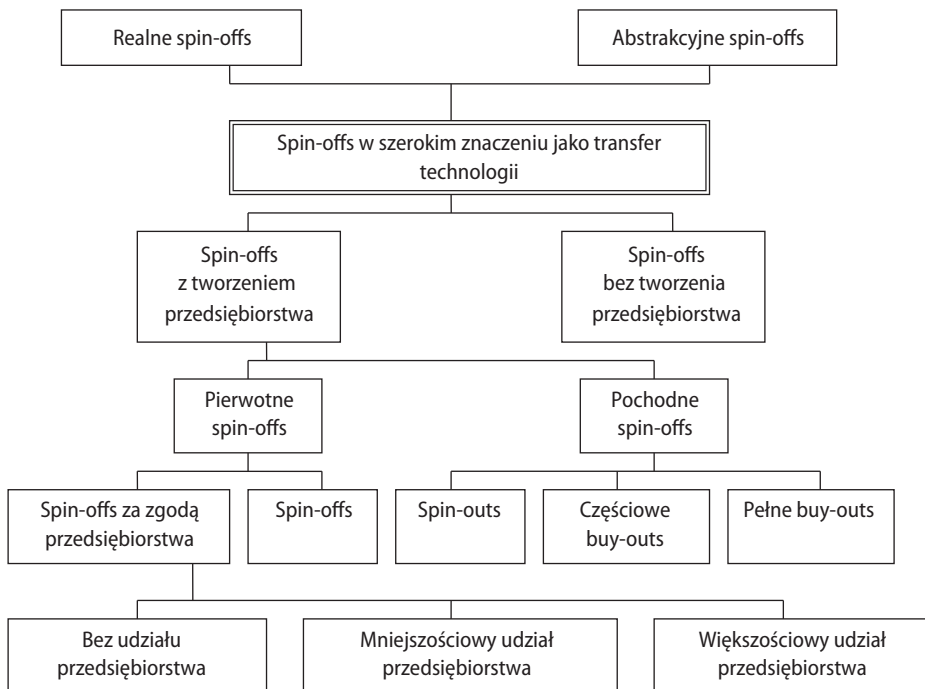 Realne spin-offs
Abstrakcyjne spin-offs
Spin-offs w szerokim znaczeniu jako transfer
technologii
Spin-offs
z tworzeniem
przedsiębiorstwa
Spin-offs
bez tworzenia
przedsiębiorstwa
Pierwotne
spin-offs
Pochodne
spin-offs
Spin-offs za zgodą
przedsiębiorstwa
Spin-offs
Spin-outs
Częściowe
buy-outs
Pełne buy-outs
Bez udziału
przedsiębiorstwa
Mniejszościowy udział
przedsiębiorstwa
Większościowy udział
przedsiębiorstwa